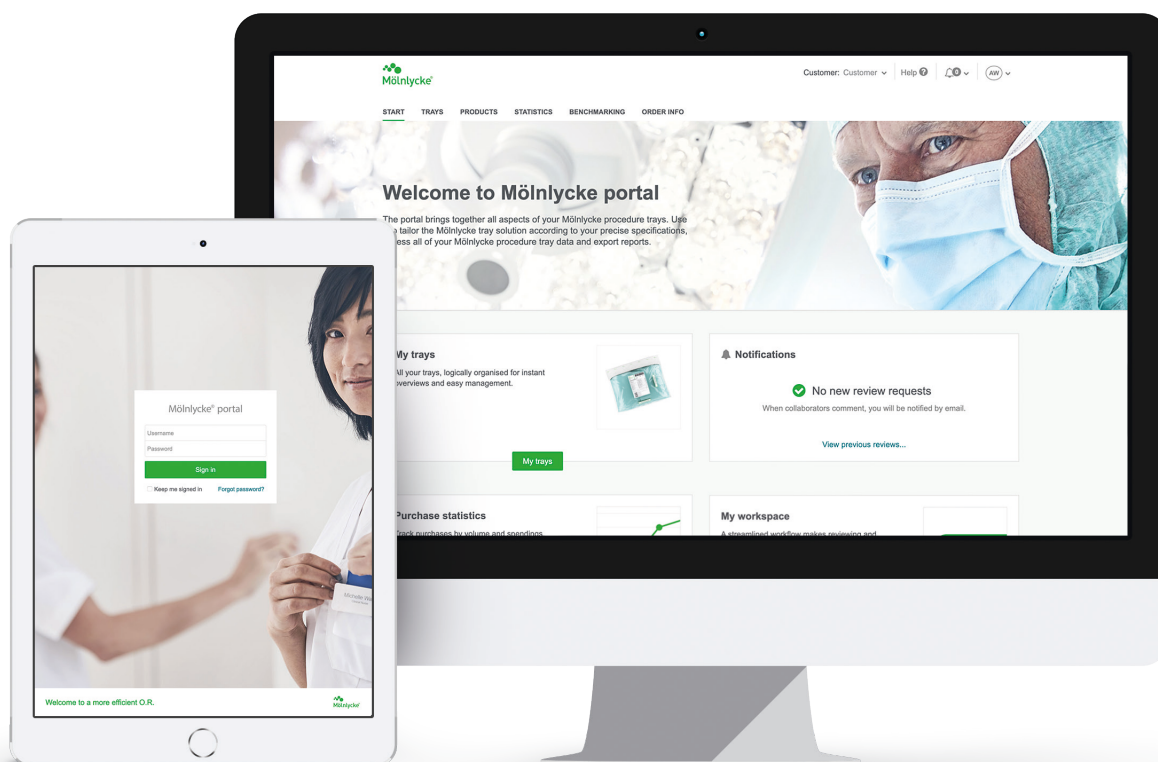 Mölnlycke®
Customer: Customer
Help
0
AW
START TRAYS PRODUCTS STATISTICS BENCHMARKING ORDER INFO
Welcome to Mölnlycke portal
The portal brings together all aspects of your Mölnlycke procedure trays. Use
tailor the Mölnlycke tray solution according to your precise specifications,
all of your Mölnlycke procedure tray data and export reports.
My trays
All your trays, logically organised for instant
overviews and easy management.
My trays
Notifications
No new review requests
When collaborators comment, you will be notified by email.
View previous reviews...
Purchase statistics
Track purchases by volume and spendings
My workspace
A streamlined workflow makes reviewing and
Mölnlycke® portal
Username
Password
Sign in
Keep me signed in Forgot password?
Michelle
Welcome to a more efficient O.R.
Mölnlycke®